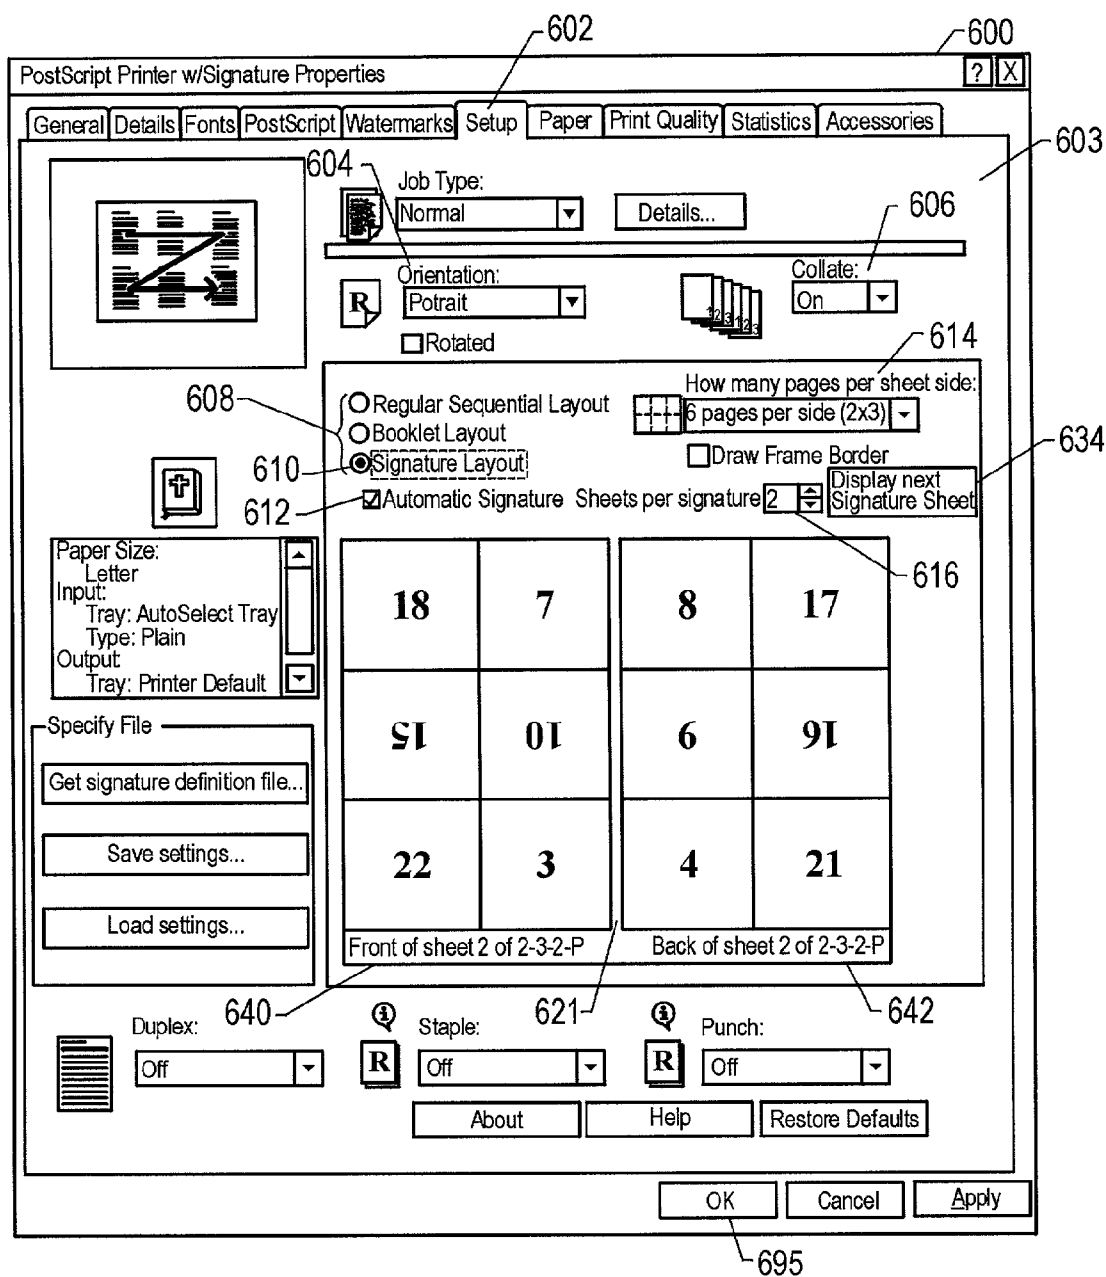 602
600
PostScript Printer w/Signature Properties
? X
General Details Fonts PostScript Watermarks Setup Paper Print Quality Statistics Accessories
603
604
Job Type:
Normal
Details...
606
Orientation:
Potrait
Rotated
R
Collate:
On
614
608
Regular Sequential Layout
Booklet Layout
Signature Layout
610
How many pages per sheet side:
6 pages per side (2x3)
Draw Frame Border
634
Display next
Signature Sheet
612
Automatic Signature Sheets per signature 2
616
Paper Size:
Letter
Input:
Tray: AutoSelect Tray
Type: Plain
Output:
Tray: Printer Default
18 7 8 17
15 10 9 16
22 3 4 21
Front of sheet 2 of 2-3-2-P
Back of sheet 2 of 2-3-2-P
Specify File
Get signature definition file...
Save settings...
Load settings...
640
621
642
Duplex:
Off
i
R
Staple:
Off
i
R
Punch:
Off
About
Help
Restore Defaults
OK
Cancel
Apply
695